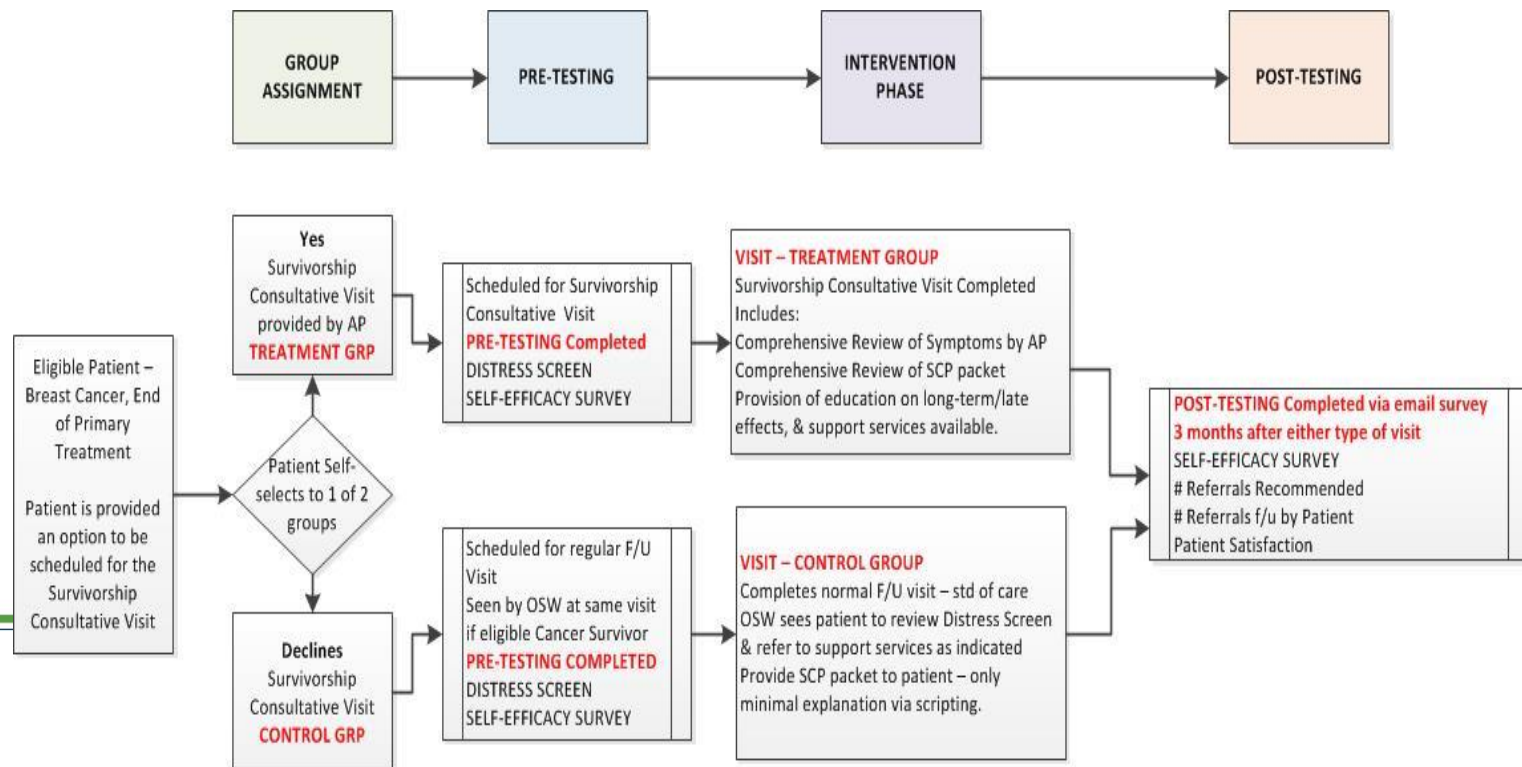 GROUP
ASSIGNMENT
PRE-TESTING
INTERVENTION
PHASE
POST-TESTING
Eligible Patient –
Breast Cancer, End
of Primary
Treatment
Patient is provided
an option to be
scheduled for the
Survivorship
Consultative Visit
Yes
Survivorship
Consultative Visit
provided by AP
TREATMENT GRP
Patient Self-
selects to 1 of 2
groups
Declines
Survivorship
Consultative Visit
CONTROL GRP
Scheduled for Survivorship
Consultative Visit
PRE-TESTING Completed
DISTRESS SCREEN
SELF-EFFICACY SURVEY
Scheduled for regular F/U
Visit
Seen by OSW at same visit
if eligible Cancer Survivor
PRE-TESTING COMPLETED
DISTRESS SCREEN
SELF-EFFICACY SURVEY
VISIT – TREATMENT GROUP
Survivorship Consultative Visit Completed
Includes:
Comprehensive Review of Symptoms by AP
Comprehensive Review of SCP packet
Provision of education on long-term/late
effects, & support services available.
VISIT – CONTROL GROUP
Completes normal F/U visit – std of care
OSW sees patient to review Distress Screen
& refer to support services as indicated
Provide SCP packet to patient – only
minimal explanation via scripting.
POST-TESTING Completed via email survey
3 months after either type of visit
SELF-EFFICACY SURVEY
# Referrals Recommended
# Referrals f/u by Patient
Patient Satisfaction